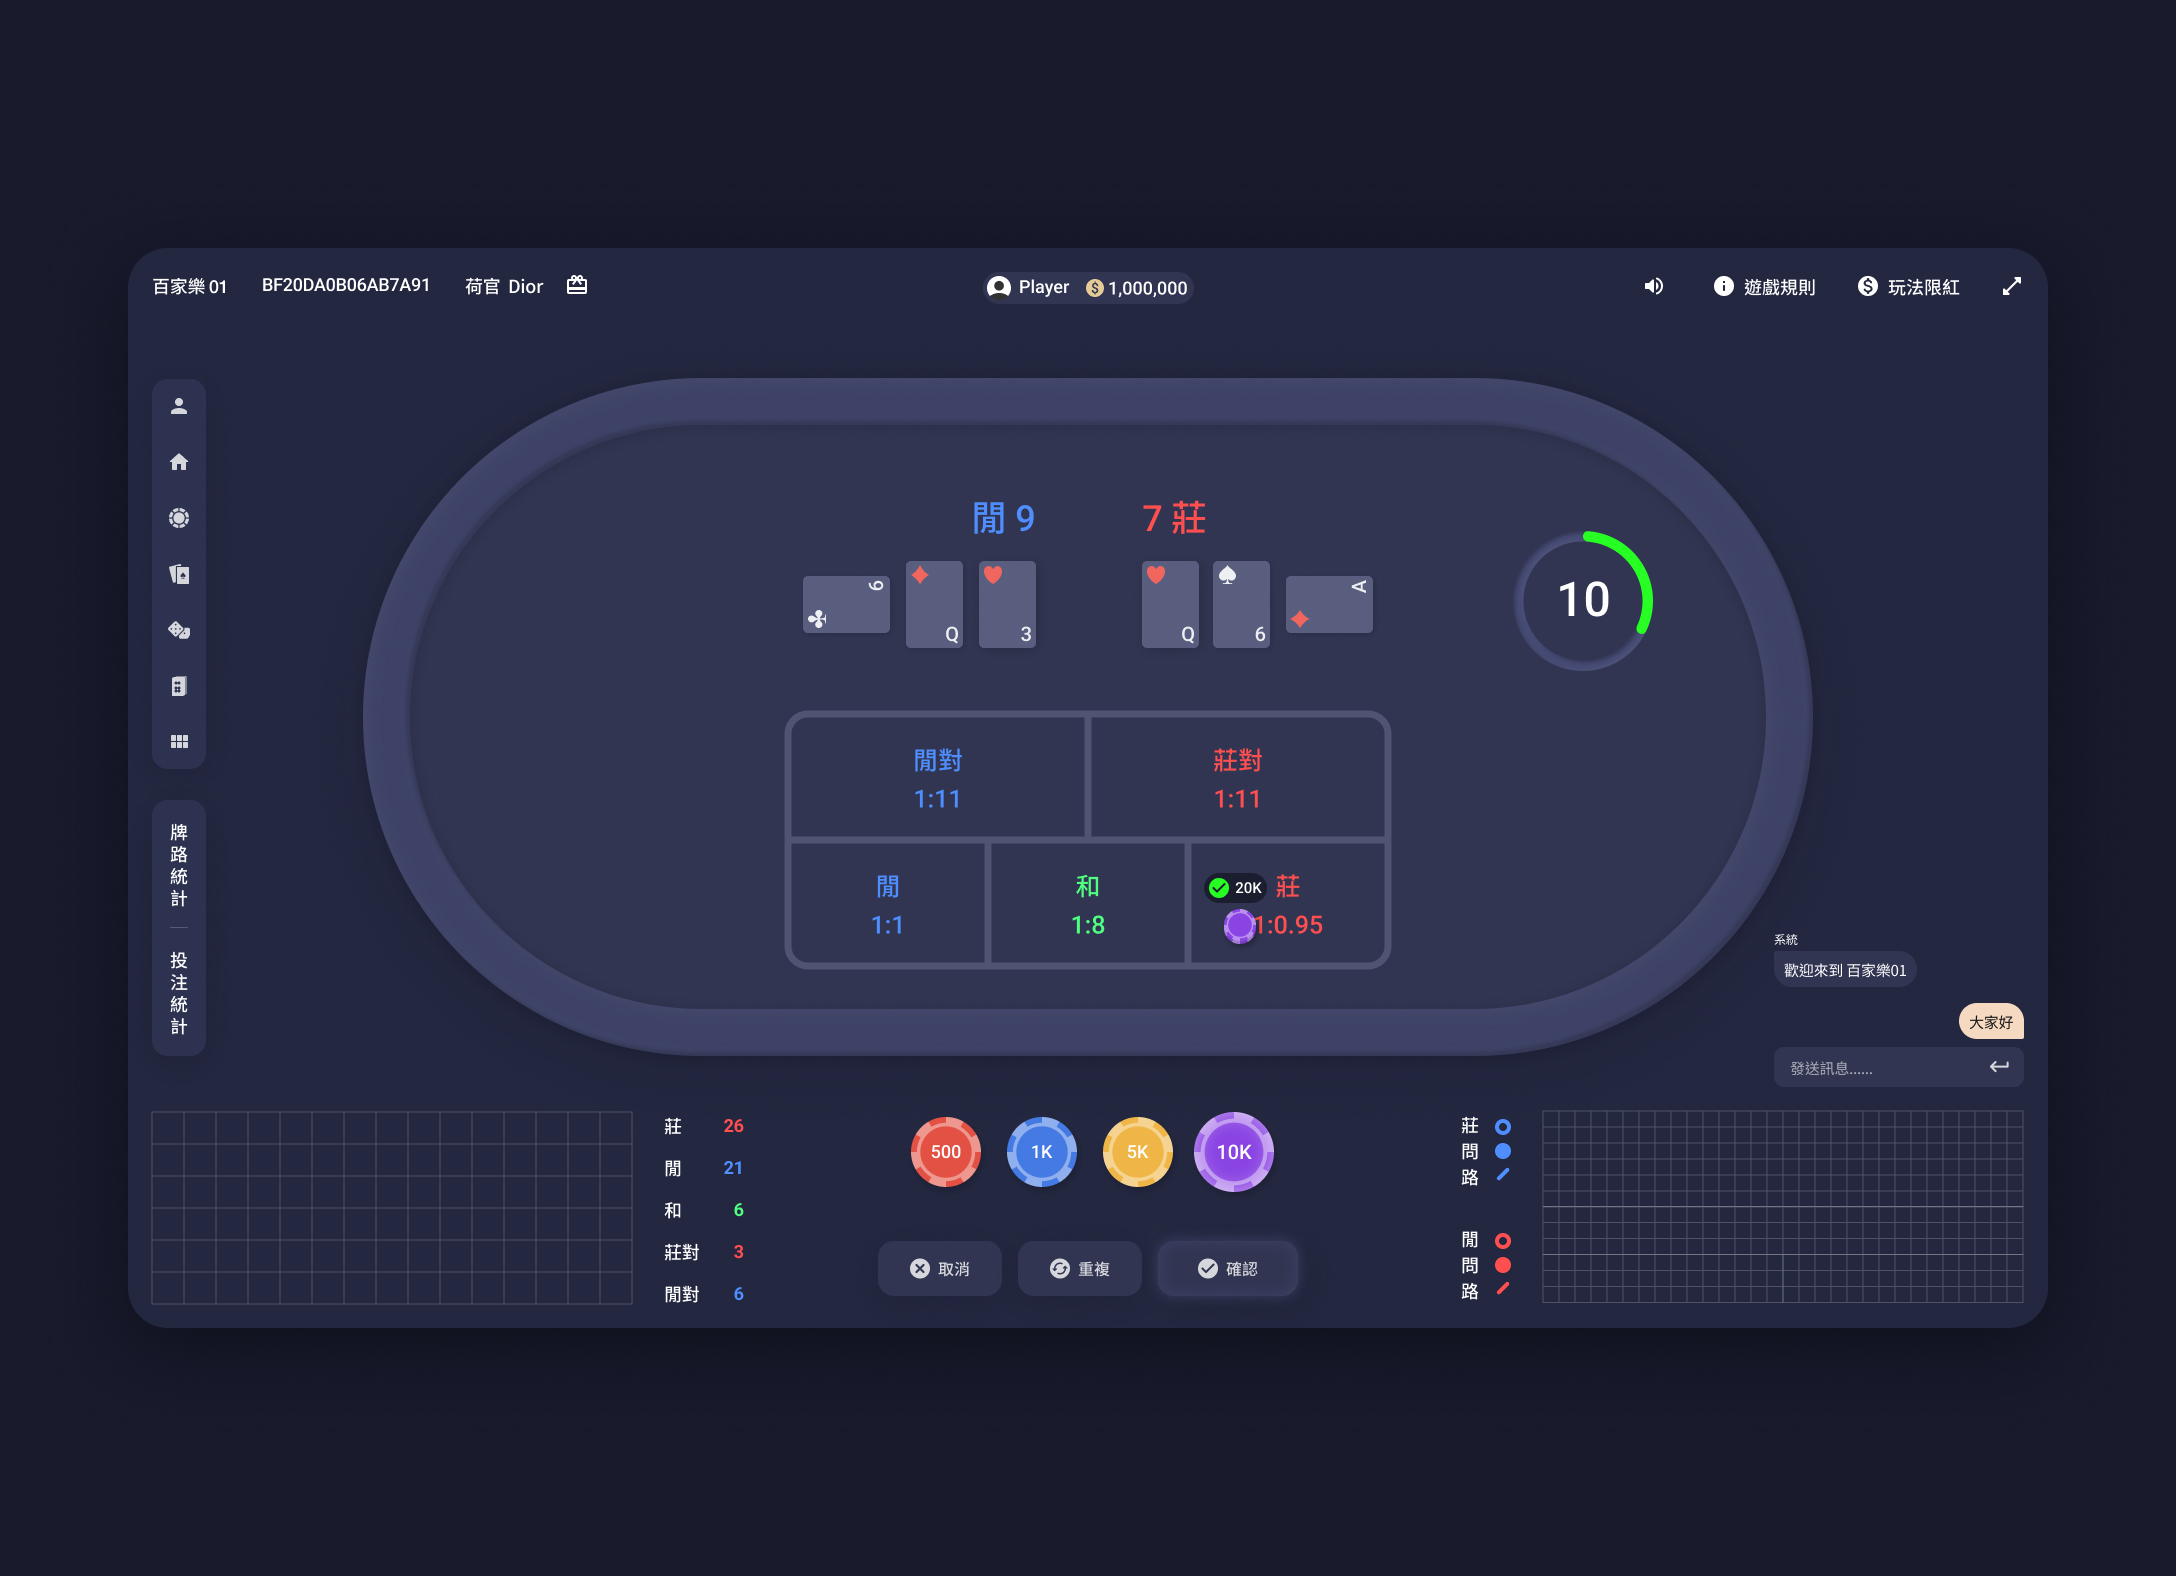 百家樂 01
BF20DA0B06AB7A91
荷官 Dior
Player
$ 1,000,000
遊戲規則
$ 玩法限紅
閒 9
7 莊
6
Q
3
Q
6
A
10
閒對
1:11
莊對
1:11
閒
1:1
和
1:8
20K
莊
1:0.95
牌路統計
投注統計
系統
歡迎來到 百家樂01
大家好
發送訊息......
莊 26
閒 21
和 6
莊對 3
閒對 6
500
1K
5K
10K
取消
重複
確認
莊問路
閒問路